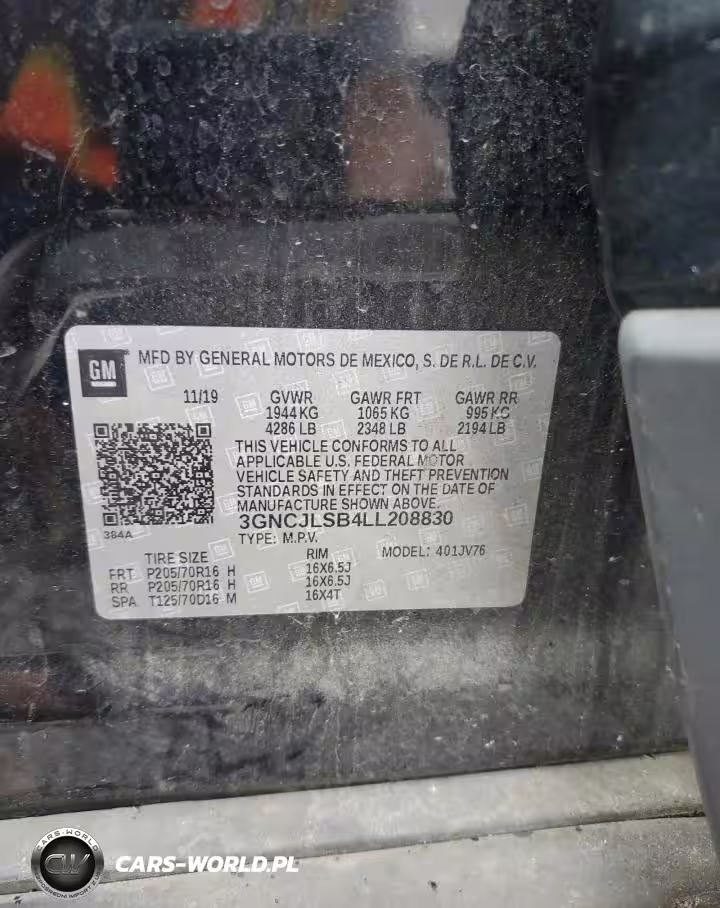 GM
MFD BY GENERAL MOTORS DE MEXICO, S. DE R.L. DE C.V.
11/19 GVWR GAWR FRT GAWR RR
1944 KG 1065 KG 995 KG
4286 LB 2348 LB 2194 LB
THIS VEHICLE CONFORMS TO ALL
APPLICABLE U.S. FEDERAL MOTOR
VEHICLE SAFETY AND THEFT PREVENTION
STANDARDS IN EFFECT ON THE DATE OF
MANUFACTURE SHOWN ABOVE.
3GNCJLSB4LL208830
384A
TYPE: M.P.V. MODEL: 401JV76
TIRE SIZE RIM
FRT P205/70R16 H 16X6.5J
RR P205/70R16 H 16X6.5J
SPA T125/70D16 M 16X4T
CARS-WORLD
CW
CARS-WORLD.PL